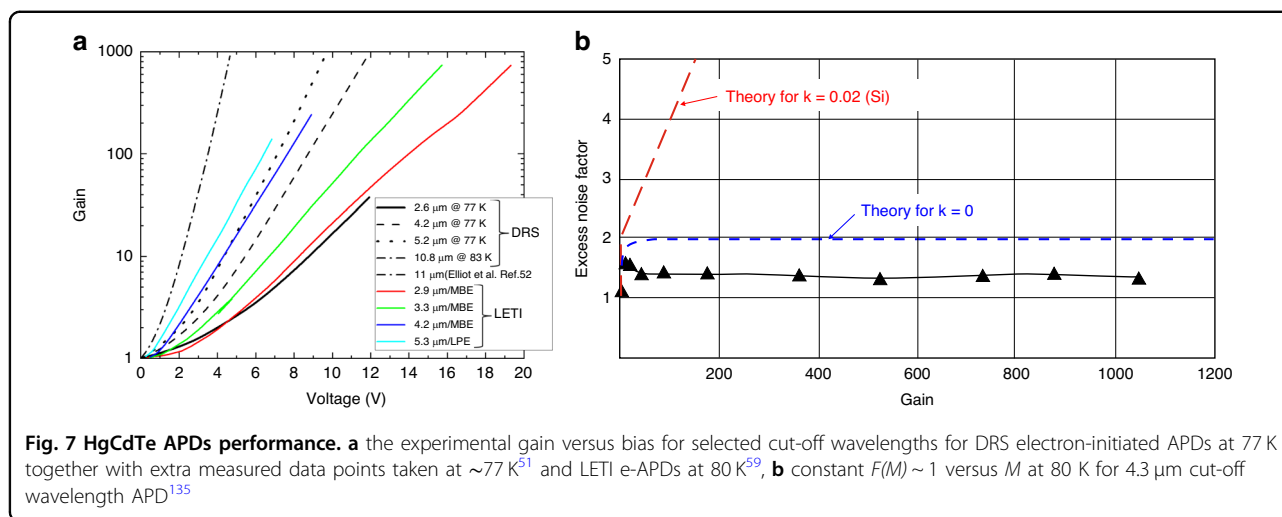 a
1000
100
10
1
Gain
0 2 4 6 8 10 12 14 16 18 20
Voltage (V)
2.6 μm @ 77 K
4.2 μm @ 77 K
5.2 μm @ 77 K
10.8 μm @ 83 K
DRS
11 μm(Elliot et al. Ref.52
2.9 μm/MBE
3.3 μm/MBE
4.2 μm/MBE
5.3 μm/LPE
LETI
b
5
4
3
2
1
Excess noise factor
Theory for k = 0.02 (Si)
Theory for k = 0
200 400 600 800 1000 1200
Gain
Fig. 7 HgCdTe APDs performance. a the experimental gain versus bias for selected cut-off wavelengths for DRS electron-initiated APDs at 77 K
together with extra measured data points taken at ~77 K51 and LETI e-APDs at 80 K59, b constant F(M) ~ 1 versus M at 80 K for 4.3 μm cut-off
wavelength APD135